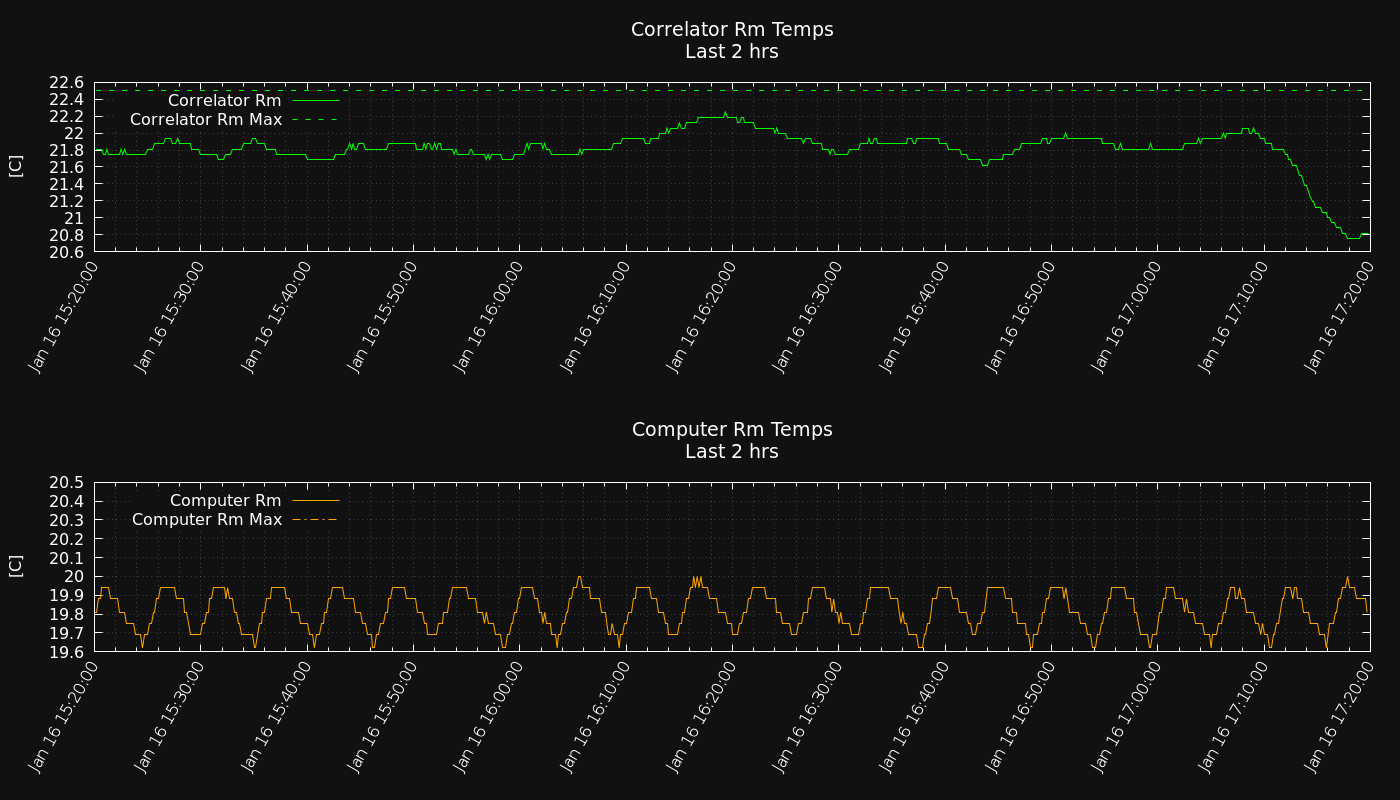 Correlator Rm Temps
Last 2 hrs
22.6
22.4
22.2
22
21.8
21.6
21.4
21.2
21
20.8
20.6
[C]
Correlator Rm
Correlator Rm Max
Jan 16 15:20:00
Jan 16 15:30:00
Jan 16 15:40:00
Jan 16 15:50:00
Jan 16 16:00:00
Jan 16 16:10:00
Jan 16 16:20:00
Jan 16 16:30:00
Jan 16 16:40:00
Jan 16 16:50:00
Jan 16 17:00:00
Jan 16 17:10:00
Jan 16 17:20:00
Computer Rm Temps
Last 2 hrs
20.5
20.4
20.3
20.2
20.1
20
19.9
19.8
19.7
19.6
[C]
Computer Rm
Computer Rm Max
Jan 16 15:20:00
Jan 16 15:30:00
Jan 16 15:40:00
Jan 16 15:50:00
Jan 16 16:00:00
Jan 16 16:10:00
Jan 16 16:20:00
Jan 16 16:30:00
Jan 16 16:40:00
Jan 16 16:50:00
Jan 16 17:00:00
Jan 16 17:10:00
Jan 16 17:20:00